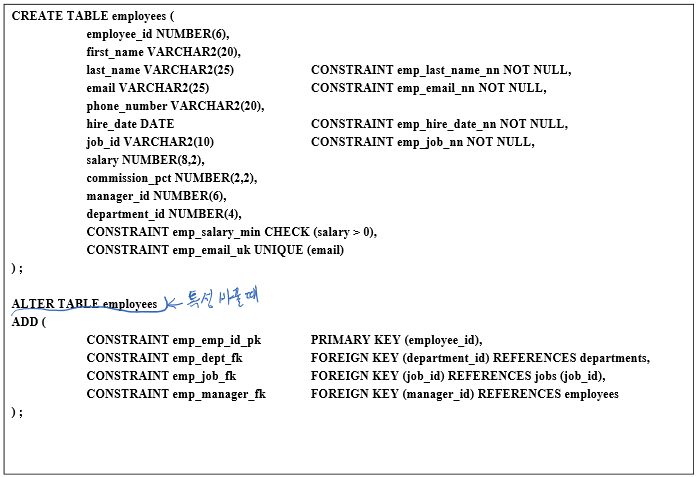 CREATE TABLE employees (
employee_id NUMBER(6),
first_name VARCHAR2(20),
last_name VARCHAR2(25) CONSTRAINT emp_last_name_nn NOT NULL,
email VARCHAR2(25) CONSTRAINT emp_email_nn NOT NULL,
phone_number VARCHAR2(20),
hire_date DATE CONSTRAINT emp_hire_date_nn NOT NULL,
job_id VARCHAR2(10) CONSTRAINT emp_job_nn NOT NULL,
salary NUMBER(8,2),
commission_pct NUMBER(2,2),
manager_id NUMBER(6),
department_id NUMBER(4),
CONSTRAINT emp_salary_min CHECK (salary > 0),
CONSTRAINT emp_email_uk UNIQUE (email)
) ;
ALTER TABLE employees ← 특성 바꿀때
ADD (
CONSTRAINT emp_emp_id_pk PRIMARY KEY (employee_id),
CONSTRAINT emp_dept_fk FOREIGN KEY (department_id) REFERENCES departments,
CONSTRAINT emp_job_fk FOREIGN KEY (job_id) REFERENCES jobs (job_id),
CONSTRAINT emp_manager_fk FOREIGN KEY (manager_id) REFERENCES employees
) ;